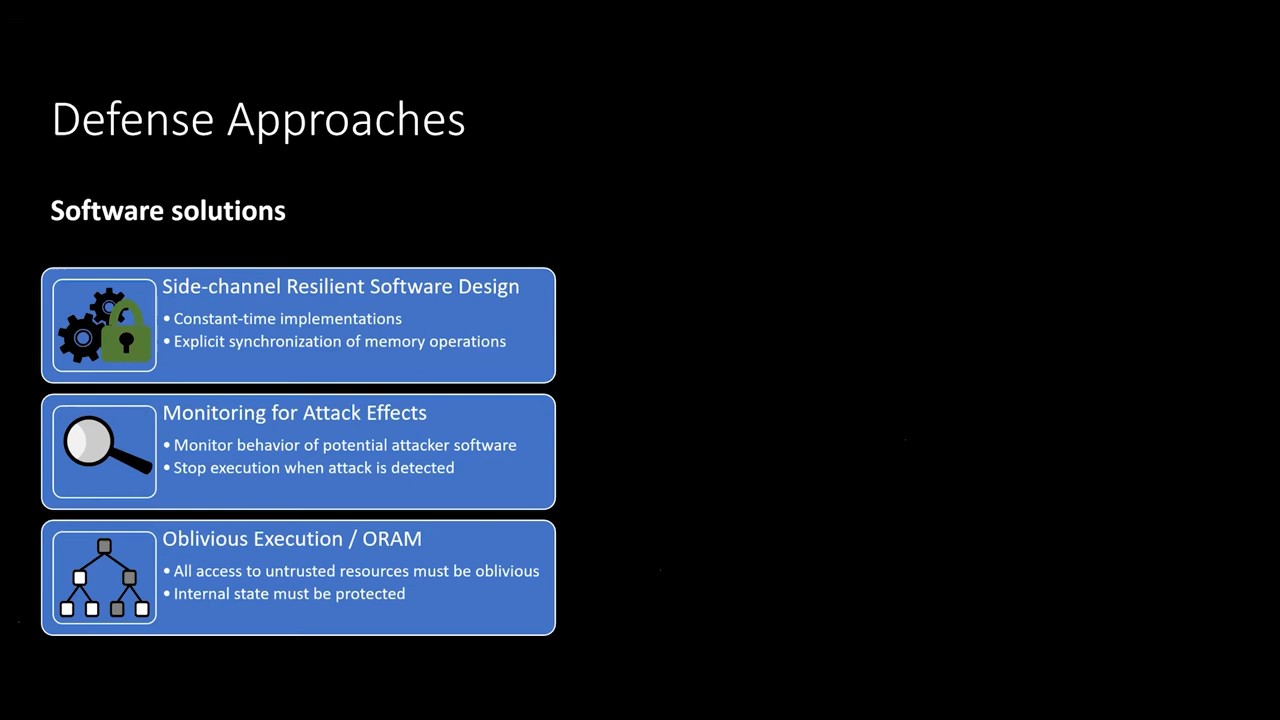 Defense Approaches
Software solutions
Side-channel Resilient Software Design
• Constant-time implementations
• Explicit synchronization of memory operations
Monitoring for Attack Effects
• Monitor behavior of potential attacker software
• Stop execution when attack is detected
Oblivious Execution / ORAM
• All access to untrusted resources must be oblivious
• Internal state must be protected